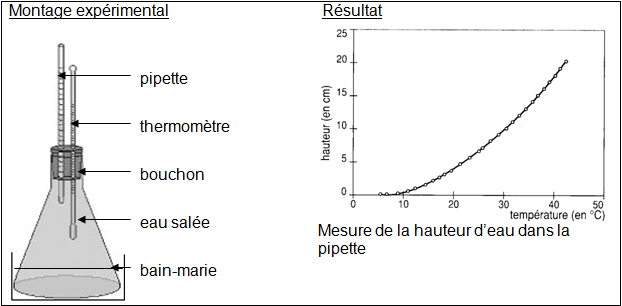 Montage expérimental
pipette
thermomètre
bouchon
eau salée
bain-marie
Résultat
hauteur (en cm)
25
20
15
10
5
0
0
10
20
30
40
50
température (en °C)
Mesure de la hauteur d'eau dans la
pipette